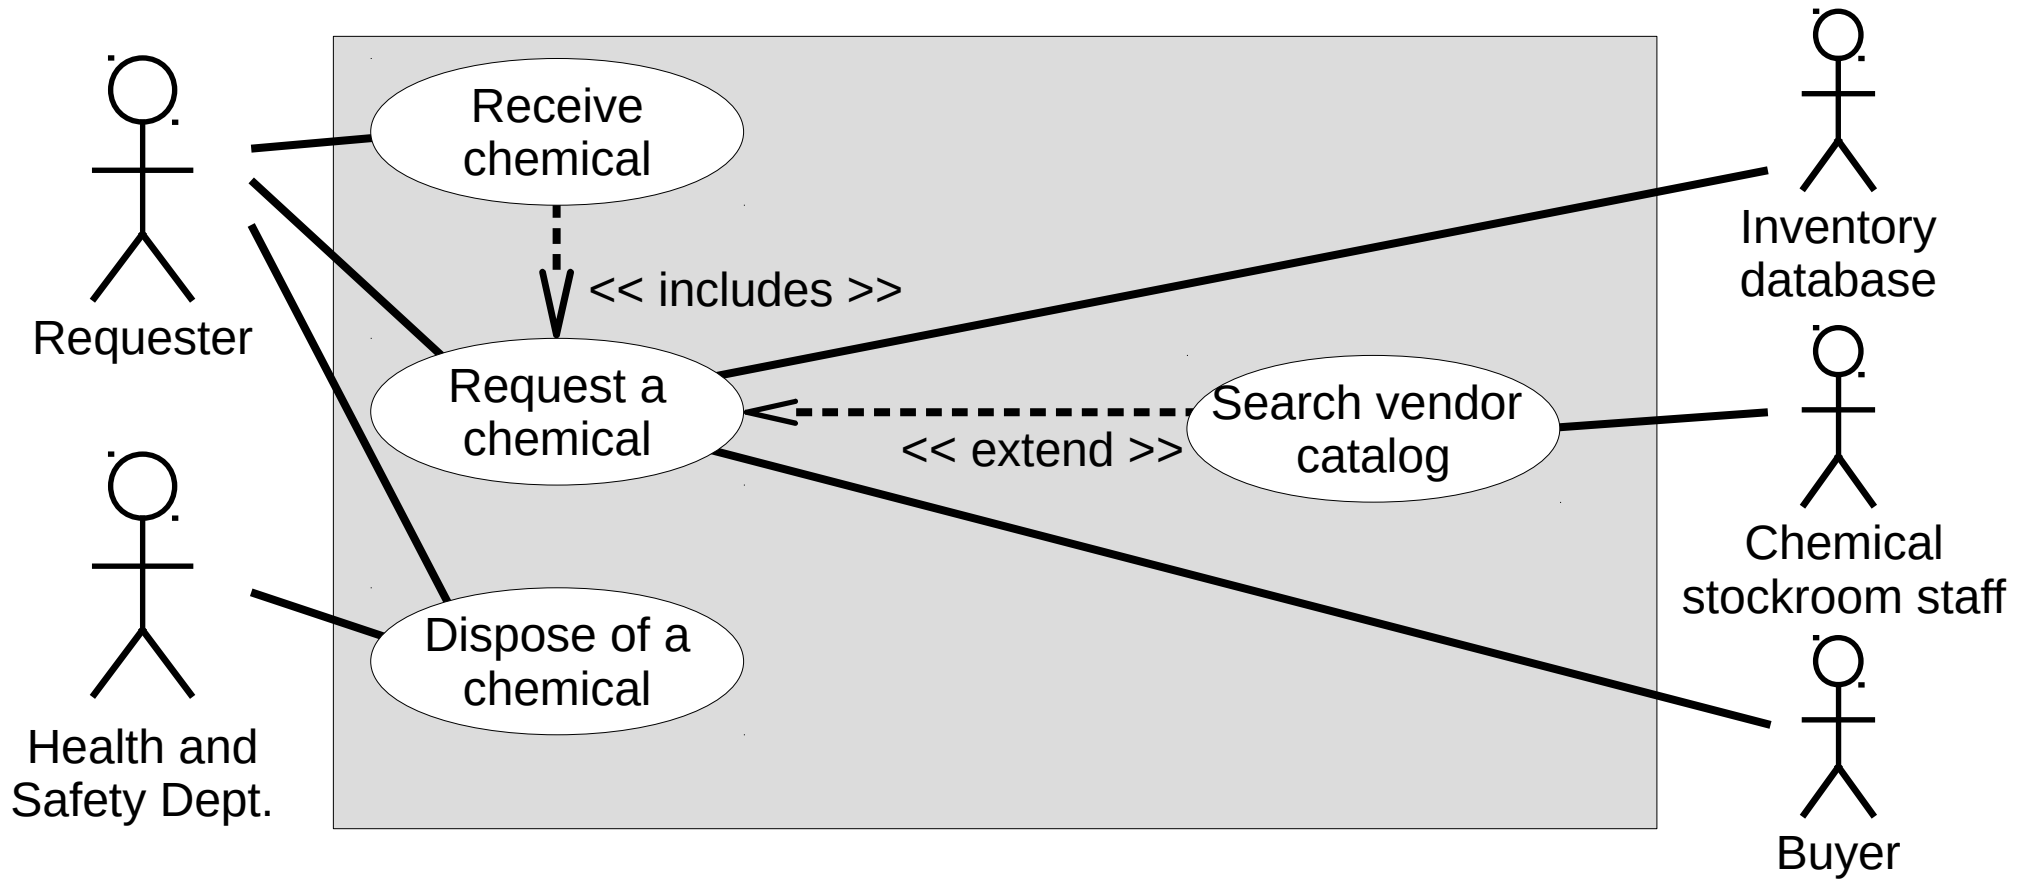 Receive
chemical
Requester
<< includes >>
Inventory
database
Request a
chemical
<< extend >>
Search vendor
catalog
Chemical
stockroom staff
Dispose of a
chemical
Health and
Safety Dept.
Buyer